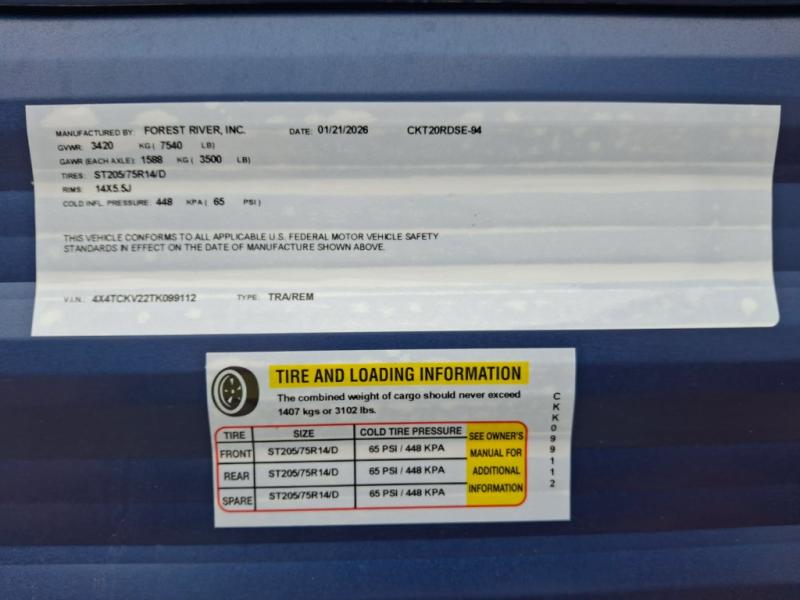 MANUFACTURED BY: FOREST RIVER, INC. DATE: 01/21/2026 CKT20RDSE-94
GVWR: 3420 KG ( 7540 LB)
GAWR (EACH AXLE): 1588 KG ( 3500 LB)
TIRES: ST205/75R14/D
RIMS: 14X5.5J
COLD INFL. PRESSURE: 448 KPA ( 65 PSI)
THIS VEHICLE CONFORMS TO ALL APPLICABLE U.S. FEDERAL MOTOR VEHICLE SAFETY
STANDARDS IN EFFECT ON THE DATE OF MANUFACTURE SHOWN ABOVE.
V.I.N.: 4X4TCKV22TK099112 TYPE: TRA/REM
TIRE AND LOADING INFORMATION
The combined weight of cargo should never exceed
1407 kgs or 3102 lbs.
TIRE SIZE COLD TIRE PRESSURE
FRONT ST205/75R14/D 65 PSI / 448 KPA
REAR ST205/75R14/D 65 PSI / 448 KPA
SPARE ST205/75R14/D 65 PSI / 448 KPA
SEE OWNER'S
MANUAL FOR
ADDITIONAL
INFORMATION
CKK099112